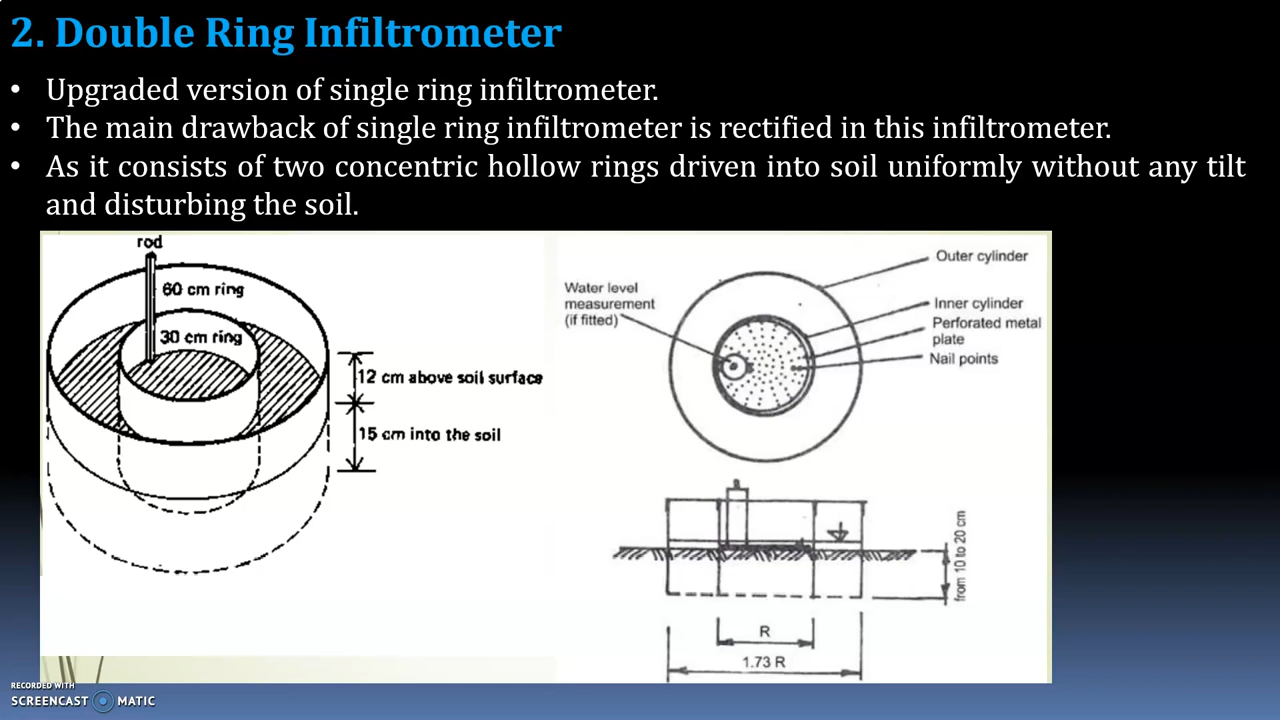 2. Double Ring Infiltrometer
• Upgraded version of single ring infiltrometer.
• The main drawback of single ring infiltrometer is rectified in this infiltrometer.
• As it consists of two concentric hollow rings driven into soil uniformly without any tilt
and disturbing the soil.
rod
60 cm ring
30 cm ring
12 cm above soil surface
15 cm into the soil
Water level
measurement
(if fitted)
Outer cylinder
Inner cylinder
Perforated metal
plate
Nail points
from 10 to 20 cm
R
1.73 R
RECORDED WITH
SCREENCAST MATIC